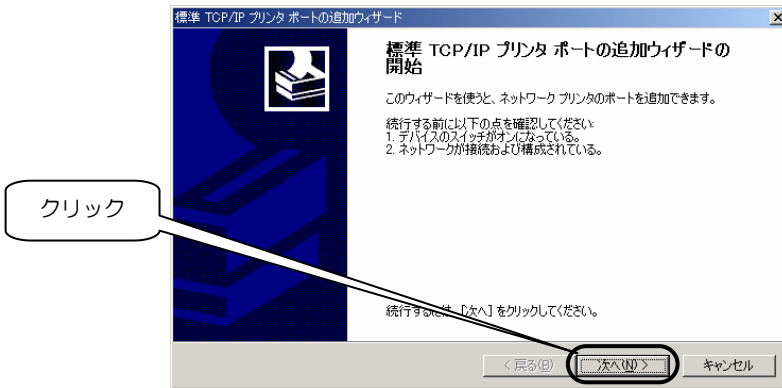 標準 TCP/IP プリンタ ポートの追加ウィザード
標準 TCP/IP プリンタ ポートの追加ウィザードの
開始
このウィザードを使うと、ネットワーク プリンタのポートを追加できます。
続行する前に以下の点を確認してください:
1. デバイスのスイッチがオンになっている。
2. ネットワークが接続および構成されている。
クリック
続行するには、[次へ] をクリックしてください。
< 戻る(B)
次へ(N) >
キャンセル